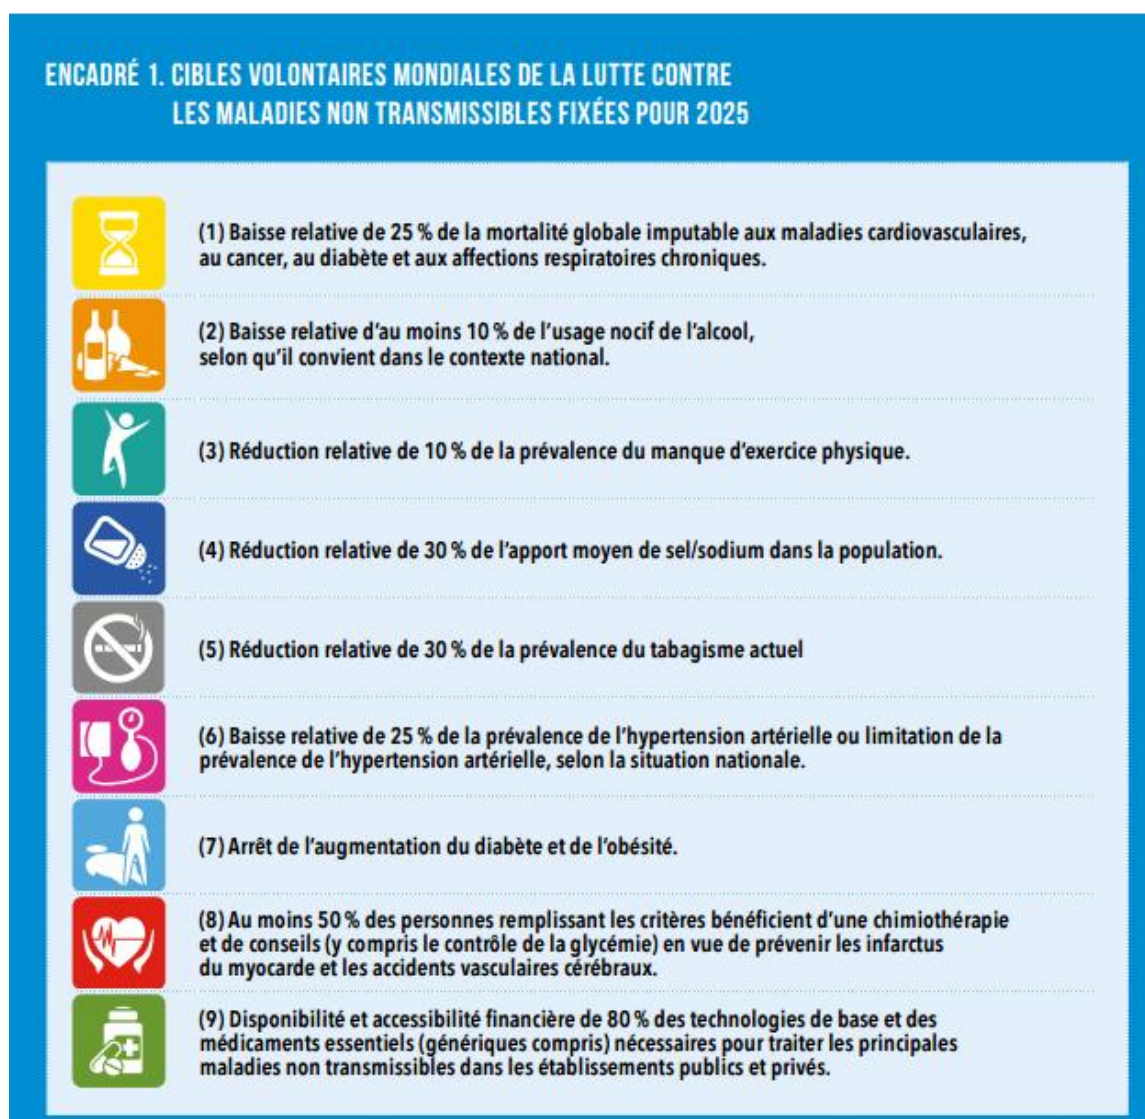 ENCADRÉ 1. CIBLES VOLONTAIRES MONDIALES DE LA LUTTE CONTRE
LES MALADIES NON TRANSMISSIBLES FIXÉES POUR 2025
(1) Baisse relative de 25 % de la mortalité globale imputable aux maladies cardiovasculaires,
au cancer, au diabète et aux affections respiratoires chroniques.
(2) Baisse relative d’au moins 10 % de l’usage nocif de l’alcool,
selon qu’il convient dans le contexte national.
(3) Réduction relative de 10 % de la prévalence du manque d’exercice physique.
(4) Réduction relative de 30 % de l’apport moyen de sel/sodium dans la population.
(5) Réduction relative de 30 % de la prévalence du tabagisme actuel
(6) Baisse relative de 25 % de la prévalence de l’hypertension artérielle ou limitation de la
prévalence de l’hypertension artérielle, selon la situation nationale.
(7) Arrêt de l’augmentation du diabète et de l’obésité.
(8) Au moins 50 % des personnes remplissant les critères bénéficient d’une chimiothérapie
et de conseils (y compris le contrôle de la glycémie) en vue de prévenir les infarctus
du myocarde et les accidents vasculaires cérébraux.
(9) Disponibilité et accessibilité financière de 80 % des technologies de base et des
médicaments essentiels (génériques compris) nécessaires pour traiter les principales
maladies non transmissibles dans les établissements publics et privés.